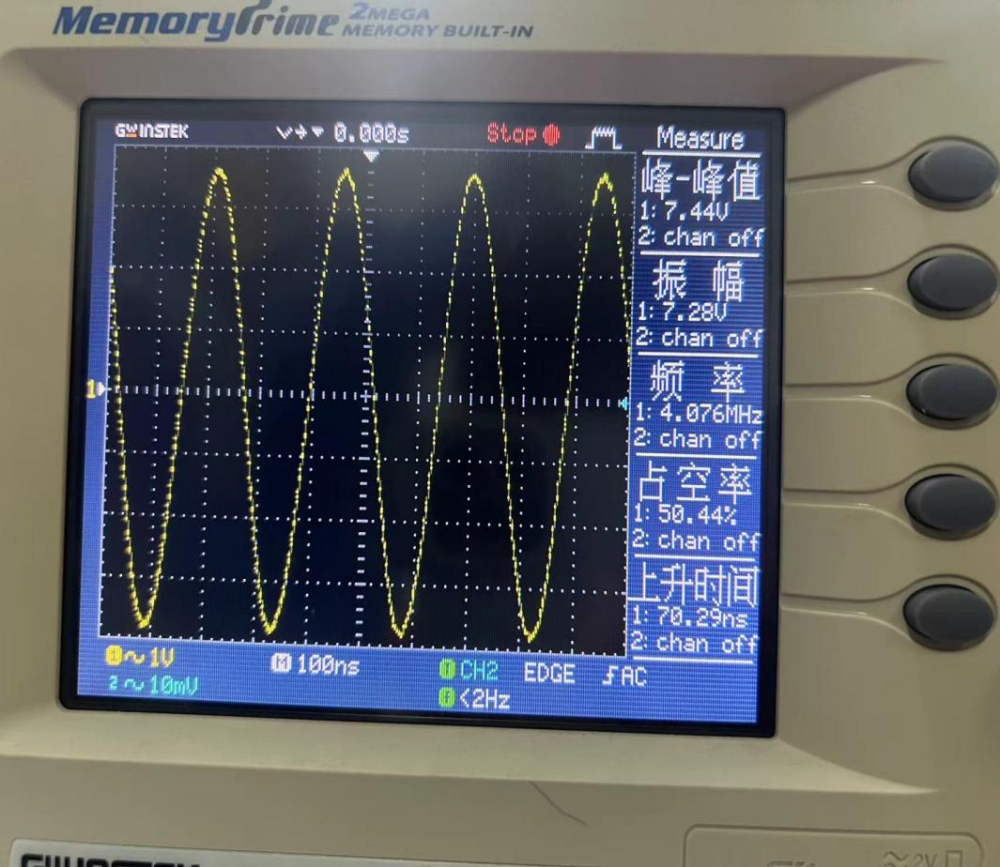 MemoryPrime 2MEGA
MEMORY BUILT-IN
GWINSTEK 0.000s Stop Measure
峰-峰值
1: 7.44V
2: chan off
振 幅
1: 7.28V
2: chan off
频 率
1: 4.076MHz
2: chan off
占空率
1: 50.44%
2: chan off
上升时间
1: 70.29ns
2: chan off
1
1 1V M 100ns T CH2 EDGE AC
2 10mV F <2Hz
2V